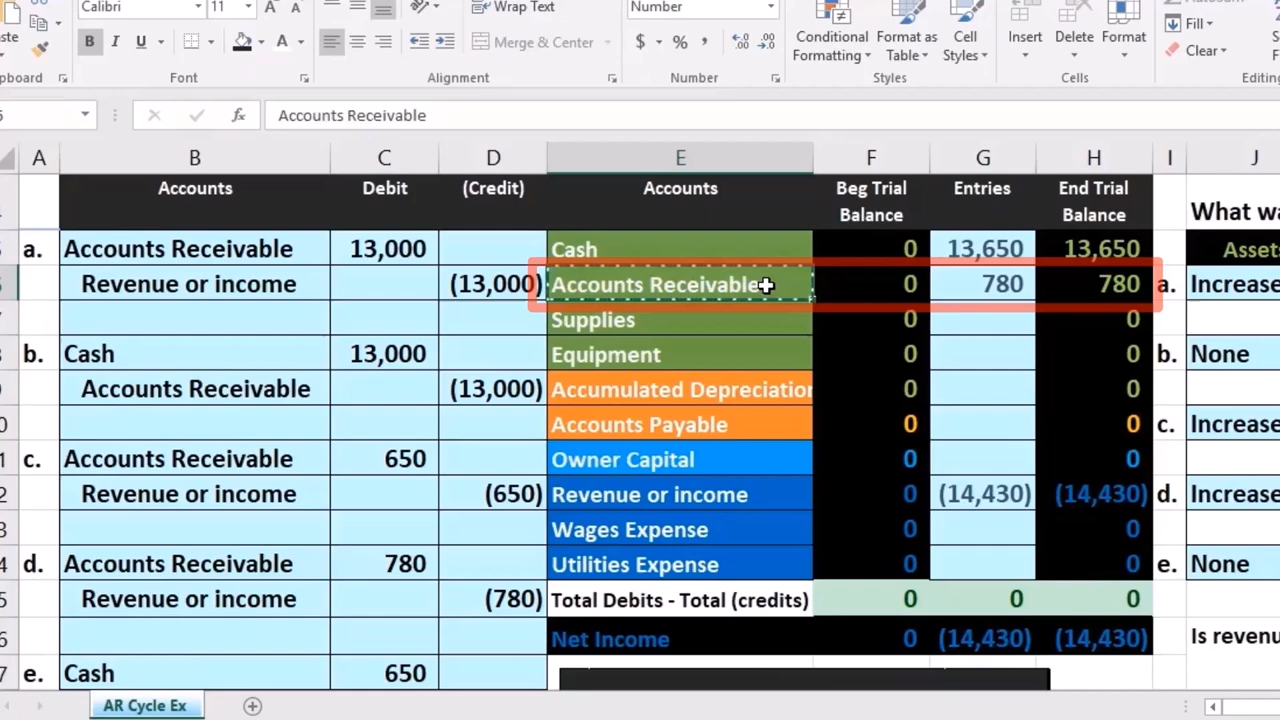 Calibri 11 Wrap Text Number
B I U Merge & Center $ % , Conditional Formatting Format as Table Cell Styles Insert Delete Format Fill Clear
Font Alignment Number Styles Cells Editing
fx Accounts Receivable
A B C D E F G H I J
Accounts Debit (Credit) Accounts Beg Trial Balance Entries End Trial Balance What
a. Accounts Receivable 13,000 Cash 0 13,650 13,650
Revenue or income (13,000) Accounts Receivable 0 780 780 a. Increase
Supplies 0 0
b. Cash 13,000 Equipment 0 0 b. None
Accounts Receivable (13,000) Accumulated Depreciation 0 0
Accounts Payable 0 0 c. Increase
c. Accounts Receivable 650 Owner Capital 0 0
Revenue or income (650) Revenue or income 0 (14,430) (14,430) d. Increase
Wages Expense 0 0
d. Accounts Receivable 780 Utilities Expense 0 0 e. None
Revenue or income (780) Total Debits - Total (credits) 0 0 0
Net Income 0 (14,430) (14,430) Is
e. Cash 650
AR Cycle Ex